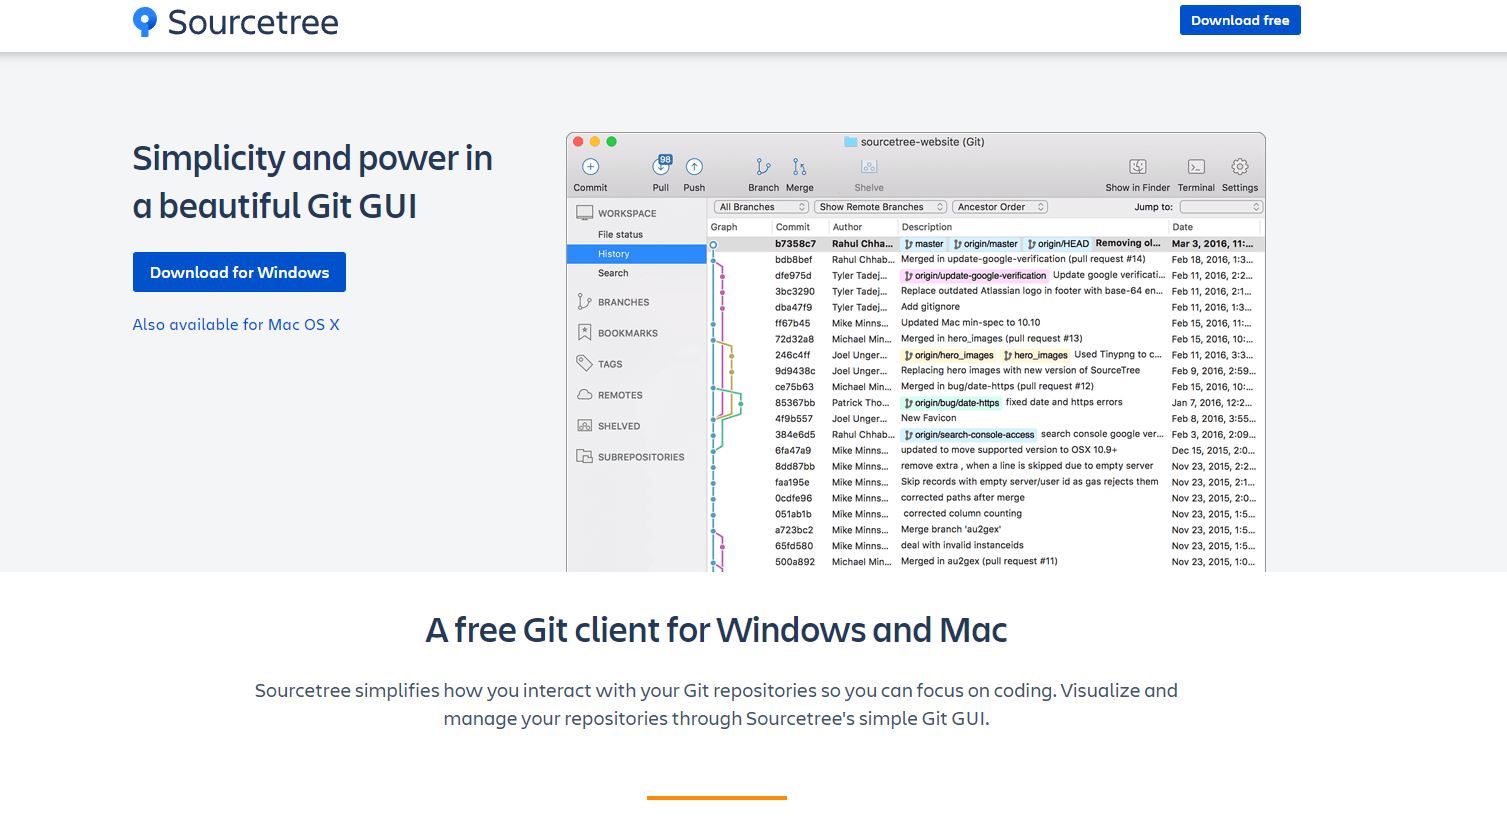 Sourcetree
Download free
Simplicity and power in
a beautiful Git GUI
Download for Windows
Also available for Mac OS X
sourcetree-website (Git)
98
Commit Pull Push Branch Merge Shelve Show in Finder Terminal Settings
WORKSPACE
File status
History
Search
BRANCHES
BOOKMARKS
TAGS
REMOTES
SHELVED
SUBREPOSITORIES
All Branches Show Remote Branches Ancestor Order Jump to:
Graph Commit Author Description Date
b7358c7 Rahul Chha... master origin/master origin/HEAD Removing ol... Mar 3, 2016, 11:...
bdb8bef Rahul Chhab... Merged in update-google-verification (pull request #14) Feb 18, 2016, 1:3...
dfe975d Tyler Tadej... origin/update-google-verification Update google verificati... Feb 11, 2016, 2:2...
3bc3290 Tyler Tadej... Replace outdated Atlassian logo in footer with base-64 en... Feb 11, 2016, 2:1...
dba47f9 Tyler Tadej... Add gitignore Feb 11, 2016, 1:3...
ff67b45 Mike Minns... Updated Mac min-spec to 10.10 Feb 15, 2016, 11:...
72d32a8 Michael Min... Merged in hero_images (pull request #13) Feb 15, 2016, 10:...
246c4ff Joel Unger... origin/hero_images hero_images Used Tinypng to c... Feb 11, 2016, 3:3...
9d9438c Joel Unger... Replacing hero images with new version of SourceTree Feb 9, 2016, 2:59...
ce75b63 Michael Min... Merged in bug/date-https (pull request #12) Feb 15, 2016, 10:...
85367bb Patrick Tho... origin/bug/date-https fixed date and https errors Jan 7, 2016, 12:2...
4f9b557 Joel Unger... New Favicon Feb 8, 2016, 3:55...
384e6d5 Rahul Chhab... origin/search-console-access search console google ver... Feb 3, 2016, 2:09...
6fa47a9 Mike Minns... updated to move supported version to OSX 10.9+ Dec 15, 2015, 2:0...
8dd87bb Mike Minns... remove extra , when a line is skipped due to empty server Nov 23, 2015, 2:2...
faa195e Mike Minns... Skip records with empty server/user id as gas rejects them Nov 23, 2015, 2:1...
0cdfe96 Mike Minns... corrected paths after merge Nov 23, 2015, 2:0...
051ab1b Mike Minns... corrected column counting Nov 23, 2015, 1:5...
a723bc2 Mike Minns... Merge branch 'au2gex' Nov 23, 2015, 1:5...
65fd580 Mike Minns... deal with invalid instanceids Nov 23, 2015, 1:5...
500a892 Michael Min... Merged in au2gex (pull request #11) Nov 23, 2015, 1:0...
A free Git client for Windows and Mac
Sourcetree simplifies how you interact with your Git repositories so you can focus on coding. Visualize and
manage your repositories through Sourcetree's simple Git GUI.